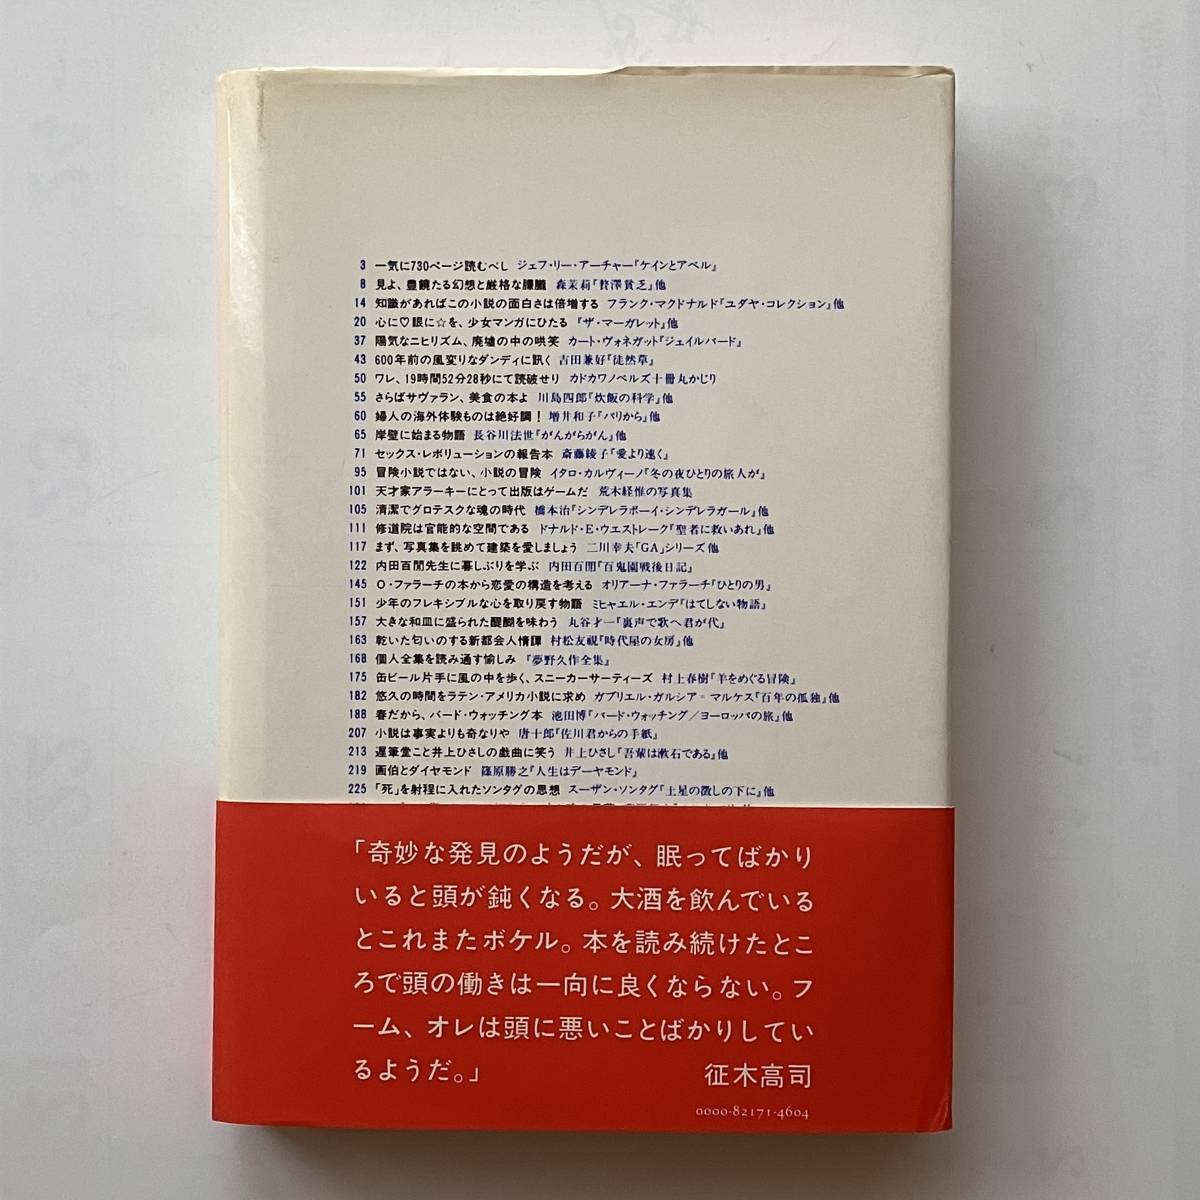 3 一気に730ページ読むべし ジェフ・リー・アーチャー『ケインとアベル』
8 見よ、豊饒たる幻想と厳格な朦朧 森茉莉『贅澤貧乏』他
14 知識があればこの小説の面白さは倍増する フランク・マクドナルド『ユダヤ・コレクション』他
20 心に♡眼に☆を、少女マンガにひたる 『ザ・マーガレット』他
37 陽気なニヒリズム、廃墟の中の哄笑 カート・ヴォネガット『ジェイルバード』
43 600年前の風変りなダンディに訊く 吉田兼好『徒然草』
50 ワレ、19時間52分28秒にて読破せり カドカワノベルズ十冊丸かじり
55 さらばサヴァラン、美食の本よ 川島四郎『炊飯の科学』他
60 婦人の海外体験ものは絶好調! 増井和子『パリから』他
65 岸壁に始まる物語 長谷川法世『がんがらがん』他
71 セックス・レボリューションの報告本 斎藤綾子『愛より速く』
95 冒険小説ではない、小説の冒険 イタロ・カルヴィーノ『冬の夜ひとりの旅人が』
101 天才家アラーキーにとって出版はゲームだ 荒木経惟の写真集
105 清潔でグロテスクな魂の時代 橋本治『シンデレラボーイ・シンデレラガール』他
111 修道院は官能的な空間である ドナルド・E・ウエストレーク『聖者に救いあれ』他
117 まず、写真集を眺めて建築を愛しましょう 二川幸夫「GA」シリーズ他
122 内田百閒先生に暮しぶりを学ぶ 内田百閒『百鬼園戦後日記』
145 O・ファラーチの本から恋愛の構造を考える オリアーナ・ファラーチ『ひとりの男』
151 少年のフレキシブルな心を取り戻す物語 ミヒャエル・エンデ『はてしない物語』
157 大きな和皿に盛られた醍醐を味わう 丸谷才一『裏声で歌へ君が代』
163 乾いた匂いのする新都会人情譚 村松友視『時代屋の女房』他
168 個人全集を読み通す愉しみ 『夢野久作全集』
175 缶ビール片手に風の中を歩く、スニーカーサーティーズ 村上春樹『羊をめぐる冒険』
182 悠久の時間をラテン・アメリカ小説に求め ガブリエル・ガルシア＝マルケス『百年の孤独』他
188 春だから、バード・ウォッチング本 池田博『バード・ウォッチング/ヨーロッパの旅』他
207 小説は事実よりも奇なりや 唐十郎『佐川君からの手紙』
213 遅筆堂こと井上ひさしの戯曲に笑う 井上ひさし『吾輩は漱石である』他
219 画伯とダイヤモンド 篠原勝之『人生はデーヤモンド』
225 「死」を射程に入れたソンタグの思想 スーザン・ソンタグ『土星の徴しの下に』他
「奇妙な発見のようだが、眠ってばかり
いると頭が鈍くなる。大酒を飲んでいる
とこれまたボケル。本を読み続けたとこ
ろで頭の働きは一向に良くならない。フ
ーム、オレは頭に悪いことばかりしてい
るようだ。」 征木高司
0000-82171-4604